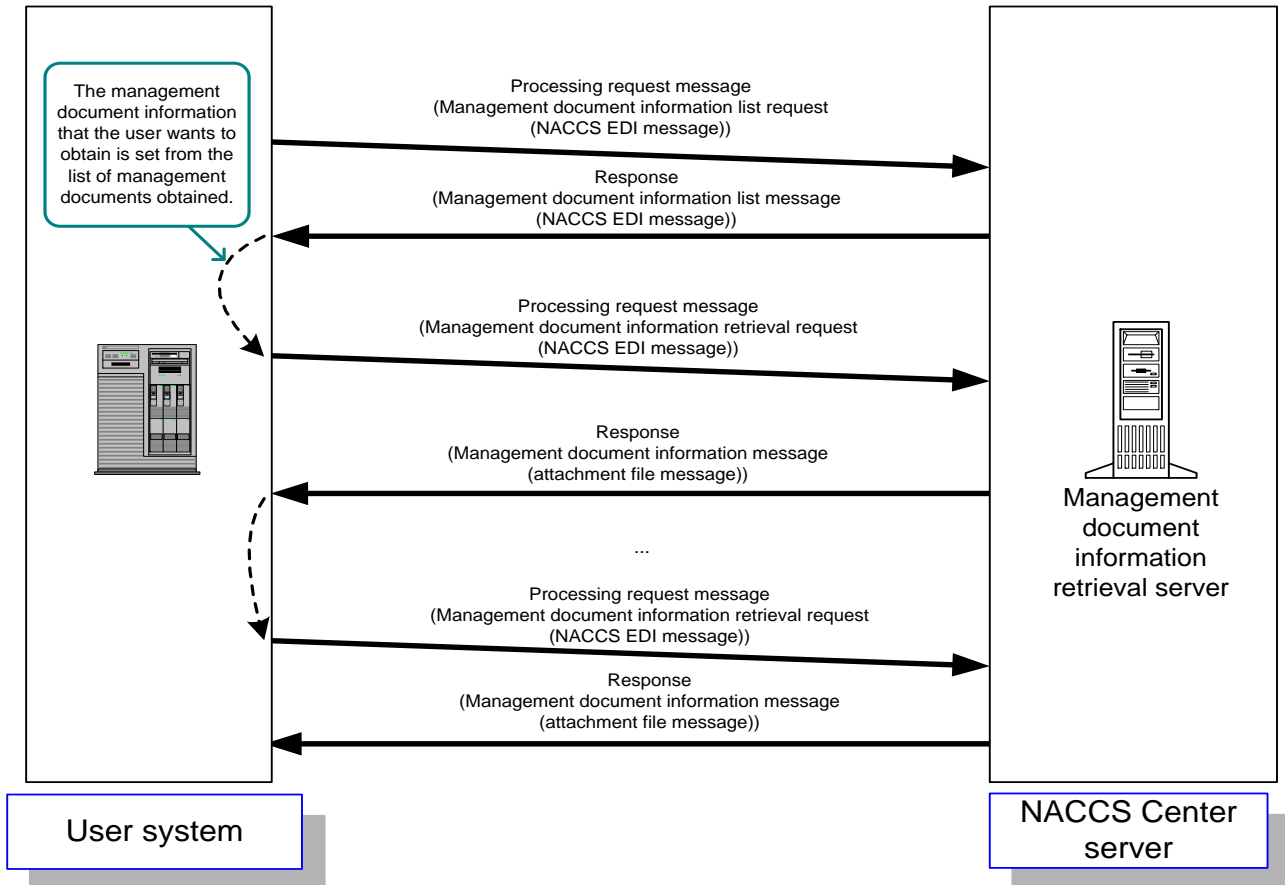 The management
document information
that the user wants to
obtain is set from the
list of management
documents obtained.
Processing request message
(Management document information list request
(NACCS EDI message))
Response
(Management document information list message
(NACCS EDI message))
Processing request message
(Management document information retrieval request
(NACCS EDI message))
Response
(Management document information message
(attachment file message))
...
Processing request message
(Management document information retrieval request
(NACCS EDI message))
Response
(Management document information message
(attachment file message))
Management
document
information
retrieval server
User system
NACCS Center
server